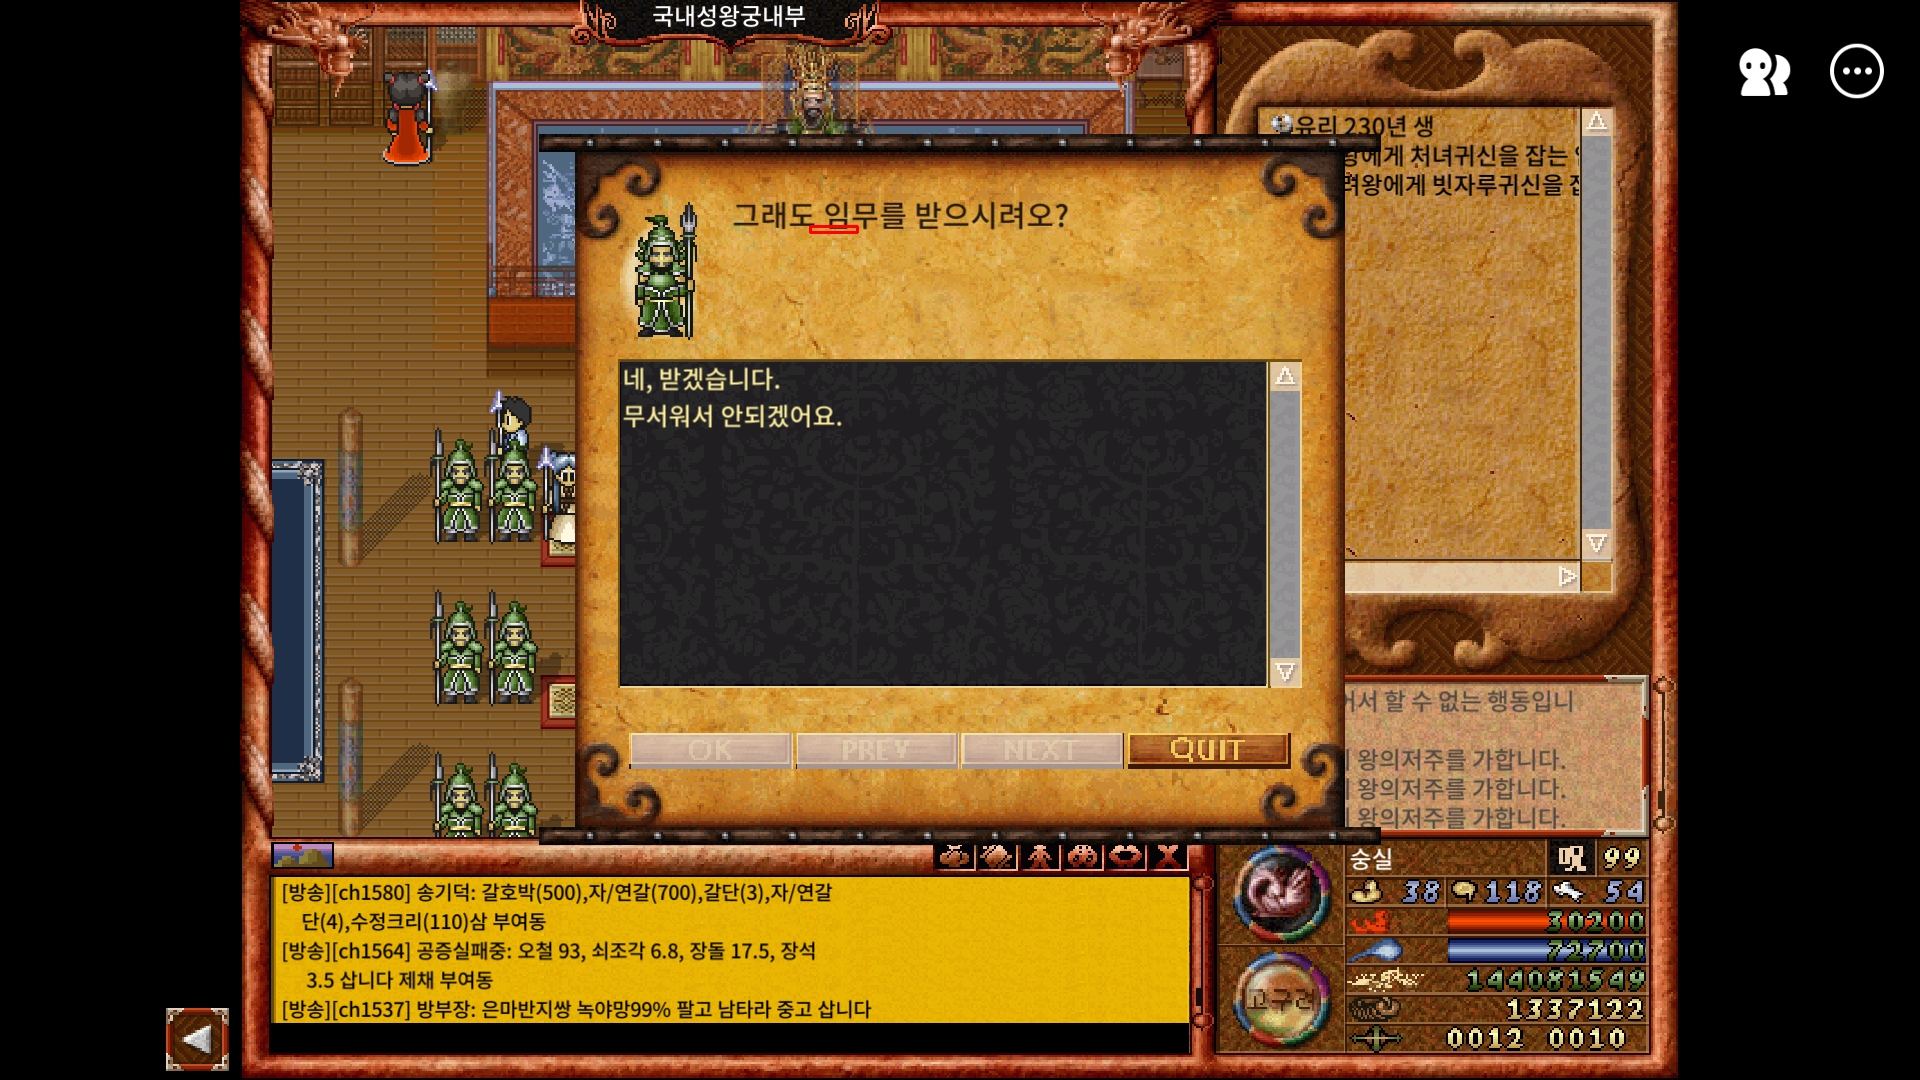 국내성왕궁내부
유리 230년 생
왕에게 처녀귀신을 잡는
려왕에게 빗자루귀신을 잡
그래도 임무를 받으시려오?
네, 받겠습니다.
무서워서 안되겠어요.
OK PREV NEXT QUIT
어서 할 수 없는 행동입니
왕의저주를 가합니다.
왕의저주를 가합니다.
왕의저주를 가합니다.
[방송][ch1580] 송기덕: 갈호박(500),자/연갈(700),갈단(3),자/연갈
단(4),수정크리(110)삼 부여동
[방송][ch1564] 공증실패중: 오철 93, 쇠조각 6.8, 장돌 17.5, 장석
3.5 삽니다 제채 부여동
[방송][ch1537] 방부장: 은마반지쌍 녹야망99% 팔고 남타라 중고 삽니다
숭실 99
38 118 54
30200
72700
고구려
144081549
1337122
0012 0010